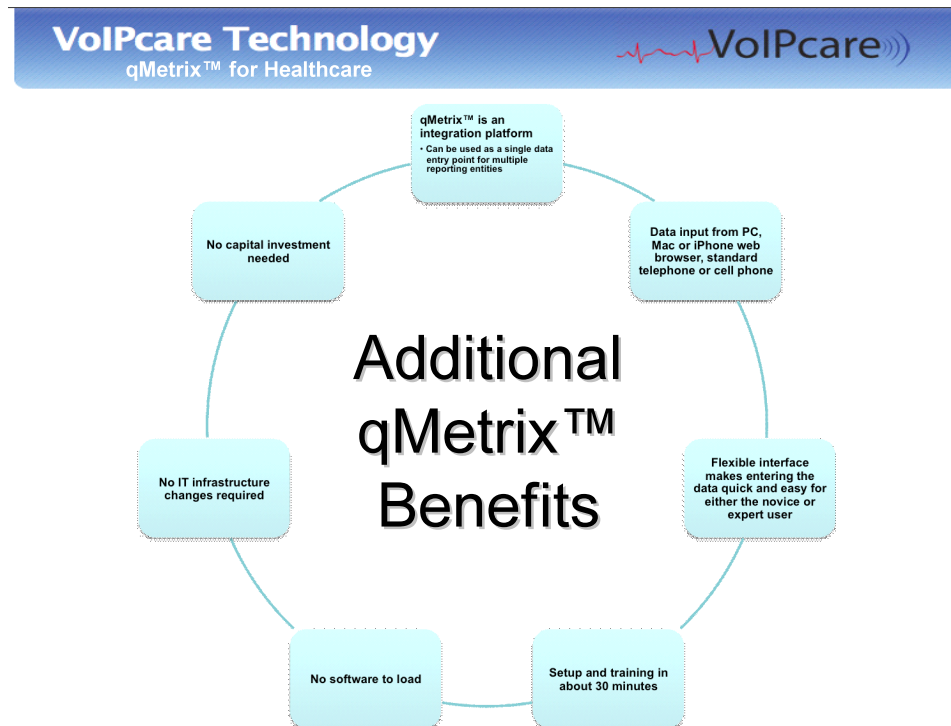 VoIPcare Technology
qMetrix™ for Healthcare
VoIPcare
qMetrix™ is an
integration platform
• Can be used as a single data
entry point for multiple
reporting entities
Data input from PC,
Mac or iPhone web
browser, standard
telephone or cell phone
Flexible interface
makes entering the
data quick and easy for
either the novice or
expert user
Setup and training in
about 30 minutes
No software to load
No IT infrastructure
changes required
No capital investment
needed
Additional
qMetrix™
Benefits